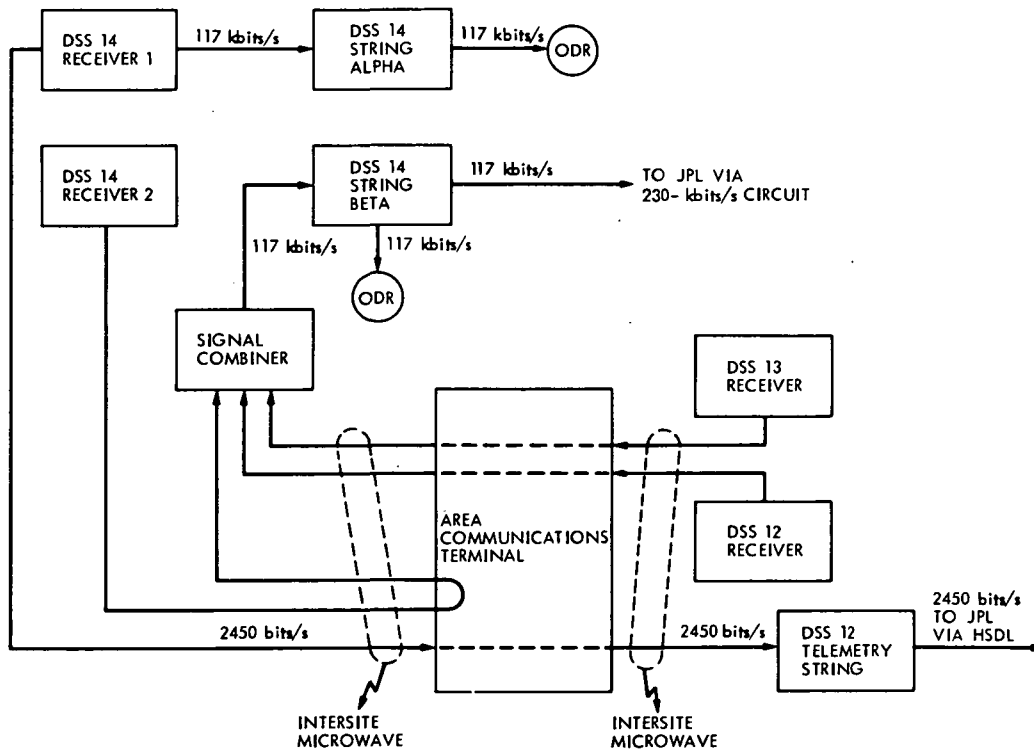 DSS 14
RECEIVER 1
117 kbits/s
DSS 14
STRING
ALPHA
117 kbits/s
ODR
DSS 14
RECEIVER 2
DSS 14
STRING
BETA
117 kbits/s
TO JPL VIA
230- kbits/s CIRCUIT
117 kbits/s
117 kbits/s
ODR
SIGNAL
COMBINER
DSS 13
RECEIVER
AREA
COMMUNICATIONS
TERMINAL
DSS 12
RECEIVER
2450 bits/s
2450 bits/s
DSS 12
TELEMETRY
STRING
2450 bits/s
TO JPL
VIA HSDL
INTERSITE
MICROWAVE
INTERSITE
MICROWAVE